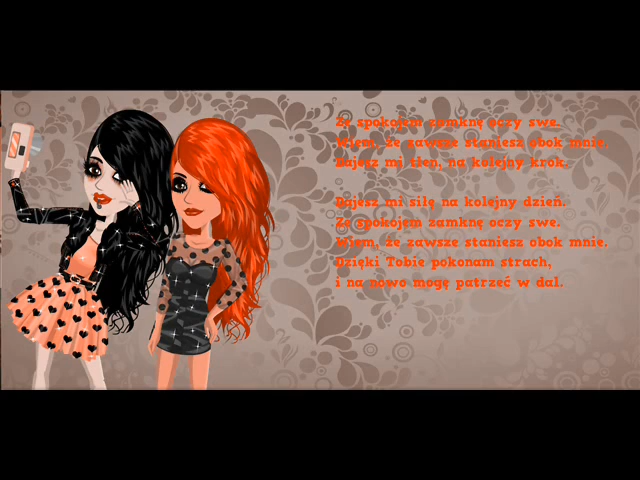 Ze spokojem zamknę oczy swe.
Wiem, że zawsze staniesz obok mnie.
Dajesz mi tlen, na kolejny krok.
Dajesz mi siłę na kolejny dzień.
Ze spokojem zamknę oczy swe.
Wiem, że zawsze staniesz obok mnie.
Dzięki Tobie pokonam strach,
i na nowo mogę patrzeć w dal.